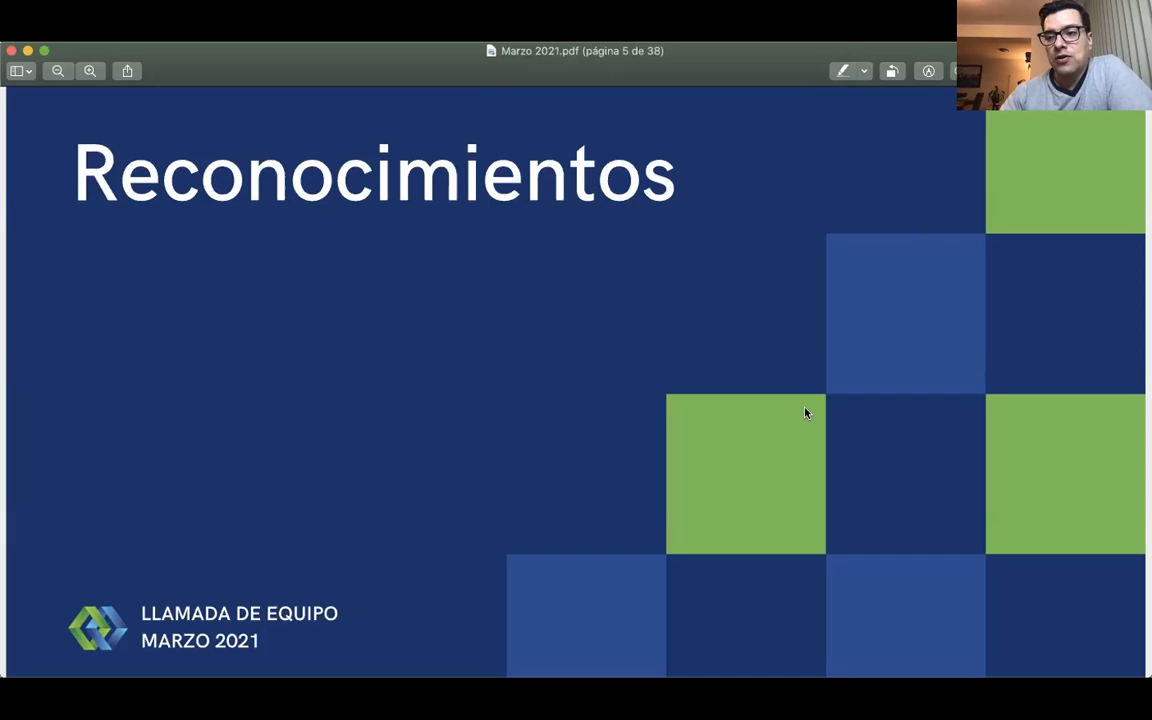 Marzo 2021.pdf (página 5 de 38)
Reconocimientos
LLAMADA DE EQUIPO
MARZO 2021